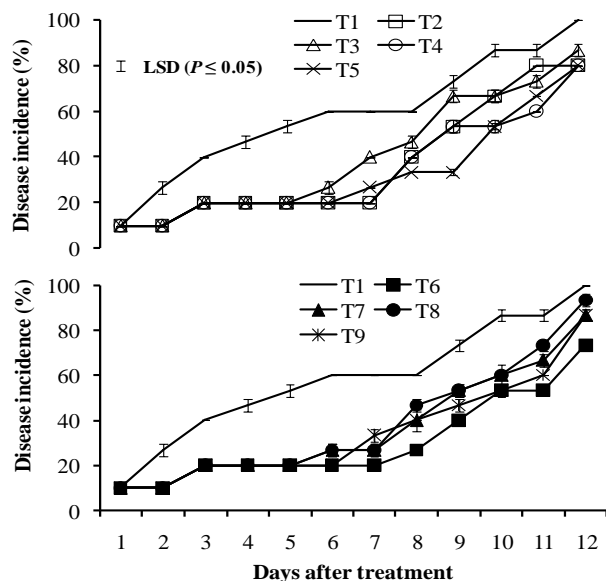 Disease incidence (%)
100
80
60
40
20
0
LSD (P ≤ 0.05)
T1 T2
T3 T4
T5
Disease incidence (%)
100
80
60
40
20
0
T1 T6
T7 T8
T9
1 2 3 4 5 6 7 8 9 10 11 12
Days after treatment